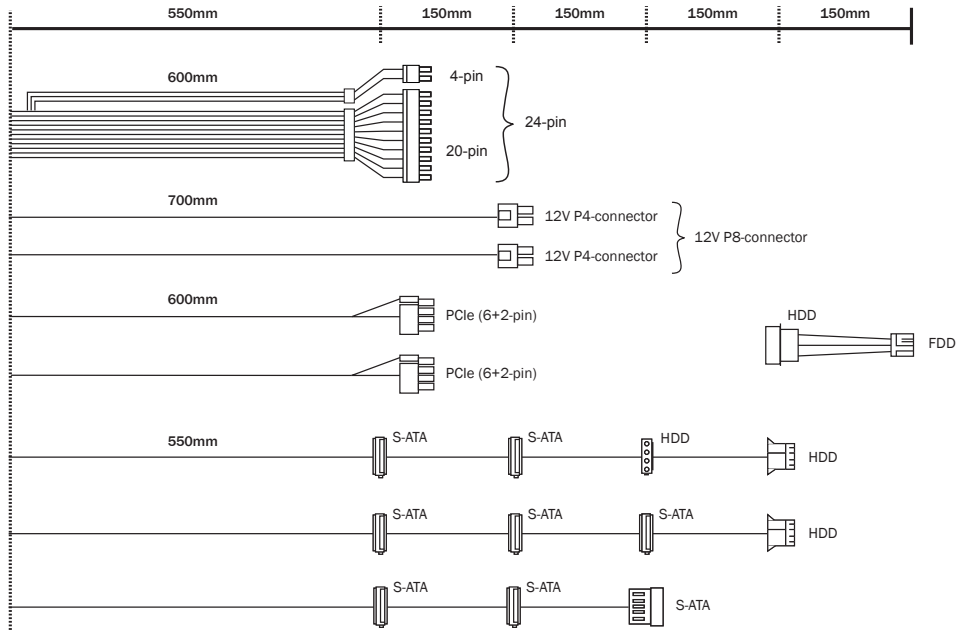 550mm 150mm 150mm 150mm 150mm
600mm
4-pin
24-pin
20-pin
700mm
12V P4-connector
12V P8-connector
12V P4-connector
600mm
PCIe (6+2-pin)
HDD
FDD
PCIe (6+2-pin)
550mm
S-ATA S-ATA HDD
HDD
S-ATA S-ATA S-ATA
HDD
S-ATA S-ATA
S-ATA